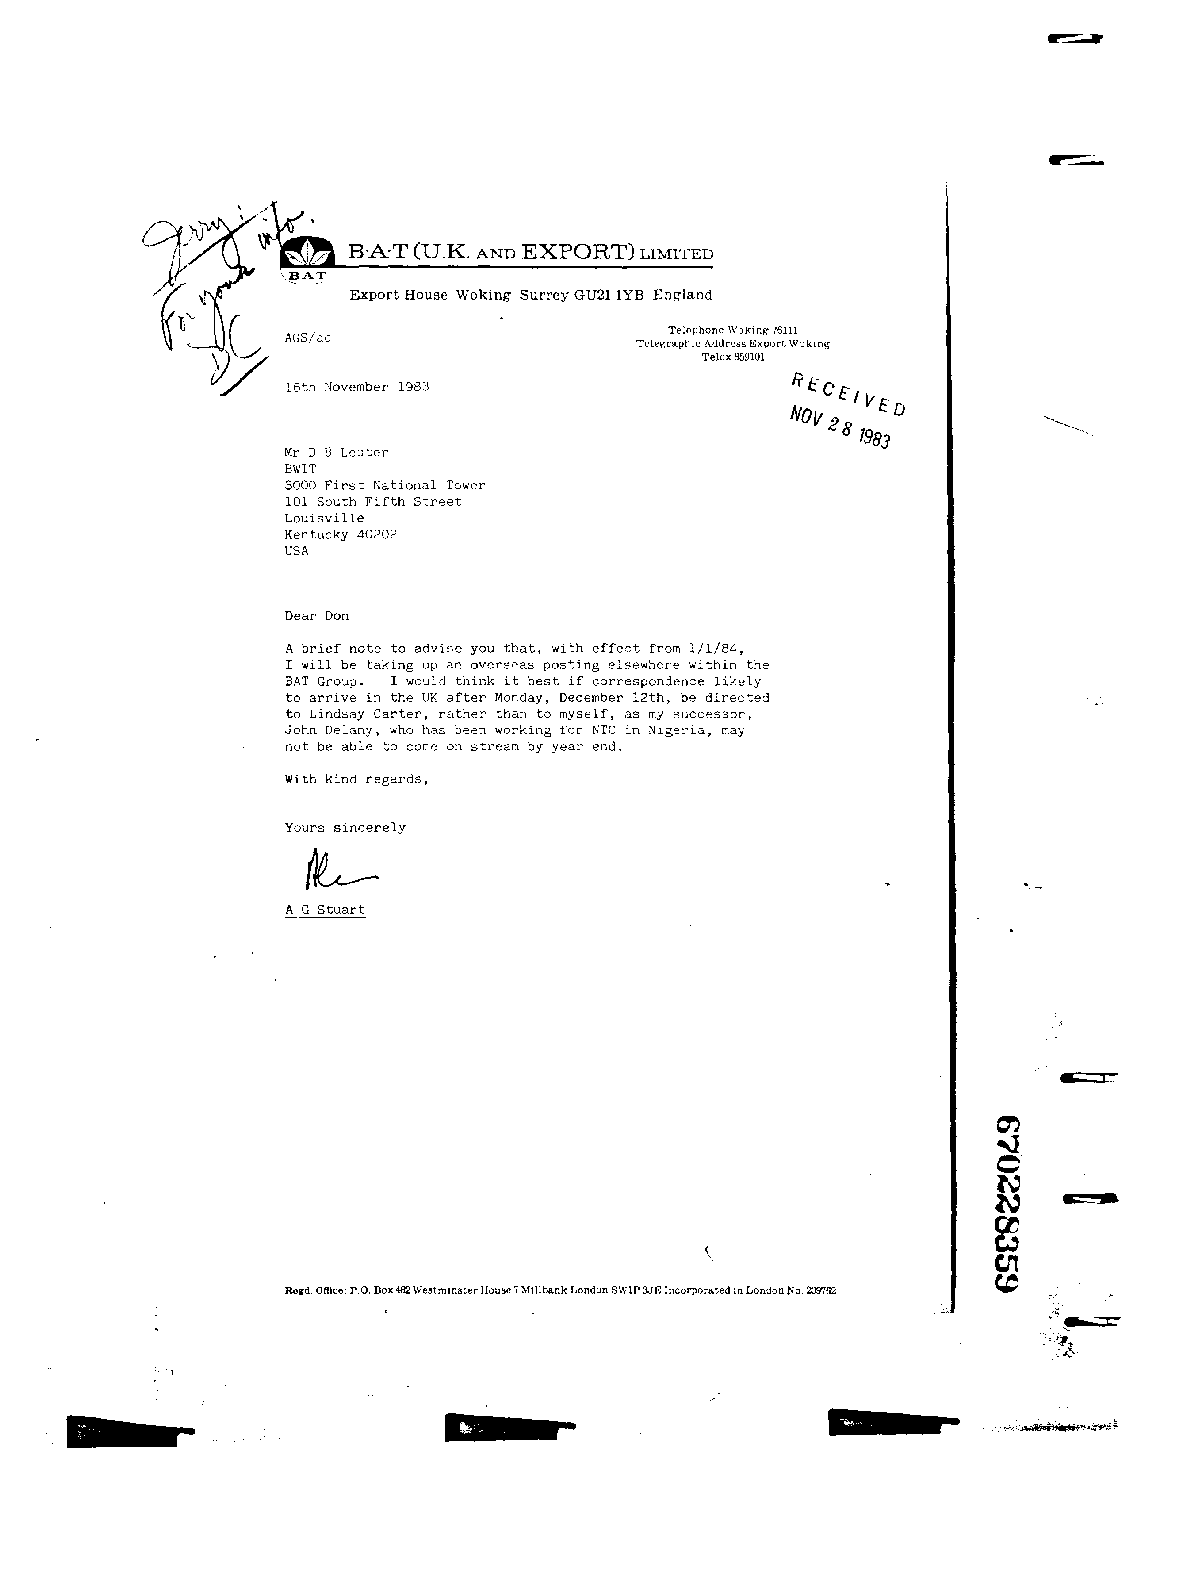 Jerry:
For your info.
DC
B·A·T (U.K. AND EXPORT) LIMITED
BAT
Export House Woking Surrey GU21 1YB England
Telephone Woking 76111
Telegraphic Address Export Woking
Telex 859101
AGS/ac
16th November 1983
RECEIVED
NOV 28 1983
Mr D
BWIT
3000 First National Tower
101 South Fifth Street
Louisville
Kentucky 40202
USA
Dear Don
A brief note to advise you that, with effect from 1/1/84,
I will be taking up an overseas posting elsewhere within the
BAT Group. I would think it best if correspondence likely
to arrive in the UK after Monday, December 12th, be directed
to Lindsay Carter, rather than to myself, as my successor,
John Delany, who has been working for NTC in Nigeria, may
not be able to come on stream by year end.
With kind regards,
Yours sincerely
A G Stuart
670228359
Regd. Office: P.O. Box 482 Westminster House 7 Millbank London SW1P 3JE Incorporated in London No. 239762